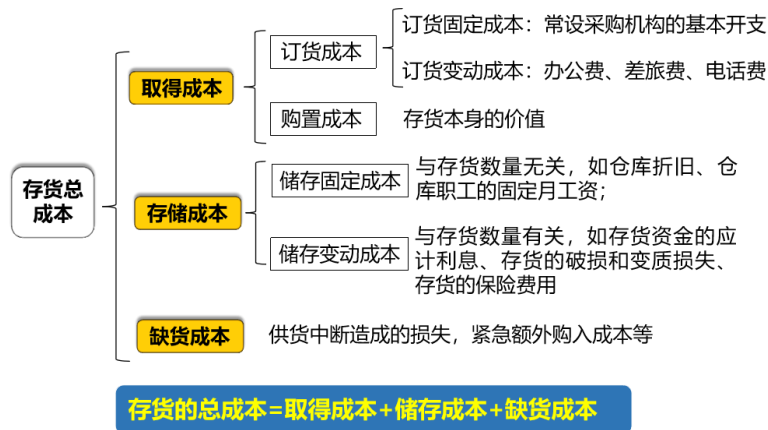 订货固定成本：常设采购机构的基本开支
订货成本
订货变动成本：办公费、差旅费、电话费
取得成本
购置成本
存货本身的价值
存货总
成本
与存货数量无关，如仓库折旧、仓
库职工的固定月工资；
储存固定成本
存储成本
与存货数量有关，如存货资金的应
计利息、存货的破损和变质损失、
存货的保险费用
储存变动成本
缺货成本
供货中断造成的损失，紧急额外购入成本等
存货的总成本=取得成本+储存成本+缺货成本